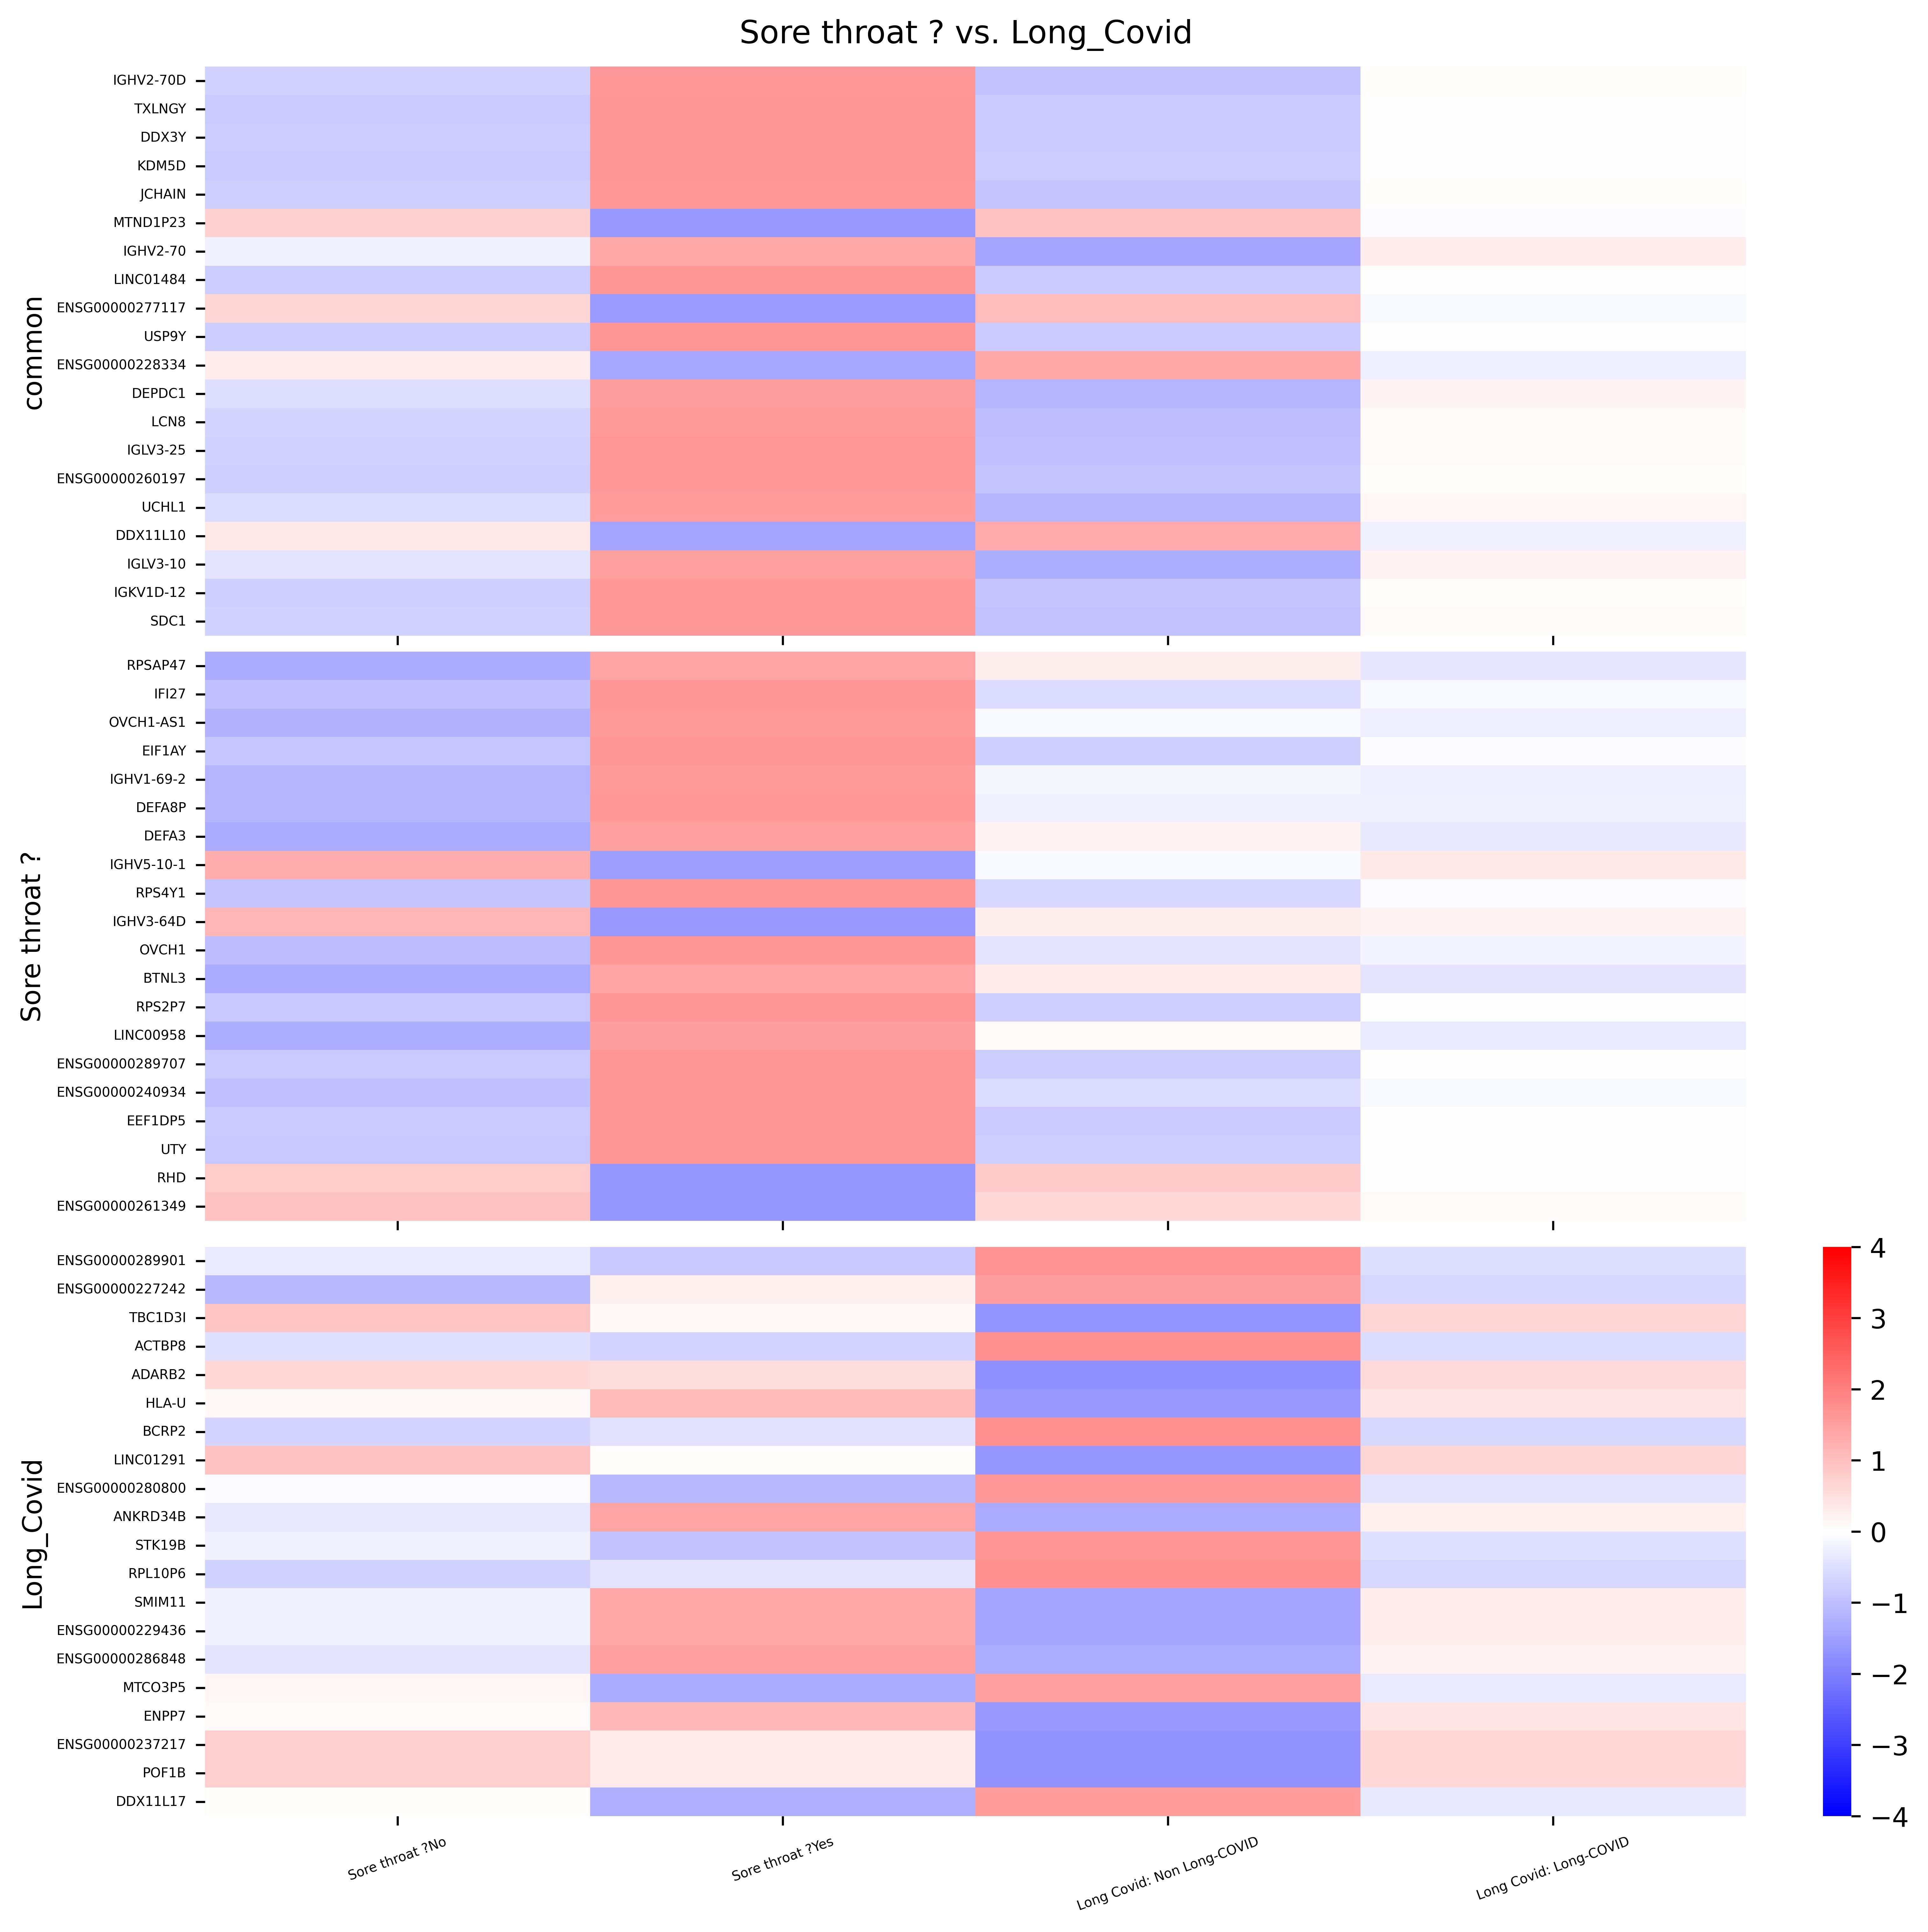 Sore throat ? vs. Long_Covid
common
IGHV2-70D
TXLNGY
DDX3Y
KDM5D
JCHAIN
MTND1P23
IGHV2-70
LINC01484
ENSG00000277117
USP9Y
ENSG00000228334
DEPDC1
LCN8
IGLV3-25
ENSG00000260197
UCHL1
DDX11L10
IGLV3-10
IGKV1D-12
SDC1
Sore throat ?
RPSAP47
IFI27
OVCH1-AS1
EIF1AY
IGHV1-69-2
DEFA8P
DEFA3
IGHV5-10-1
RPS4Y1
IGHV3-64D
OVCH1
BTNL3
RPS2P7
LINC00958
ENSG00000289707
ENSG00000240934
EEF1DP5
UTY
RHD
ENSG00000261349
Long_Covid
ENSG00000289901
ENSG00000227242
TBC1D3I
ACTBP8
ADARB2
HLA-U
BCRP2
LINC01291
ENSG00000280800
ANKRD34B
STK19B
RPL10P6
SMIM11
ENSG00000229436
ENSG00000286848
MTCO3P5
ENPP7
ENSG00000237217
POF1B
DDX11L17
4
3
2
1
0
−1
−2
−3
−4
Sore throat ?No
Sore throat ?Yes
Long Covid: Non Long-COVID
Long Covid: Long-COVID